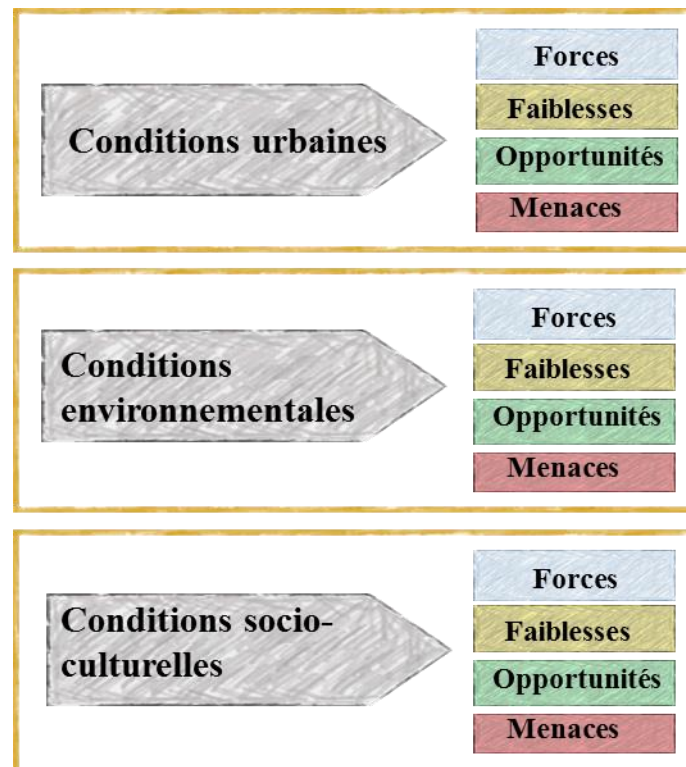 Conditions urbaines
Forces
Faiblesses
Opportunités
Menaces
Conditions
environnementales
Forces
Faiblesses
Opportunités
Menaces
Conditions socio-
culturelles
Forces
Faiblesses
Opportunités
Menaces